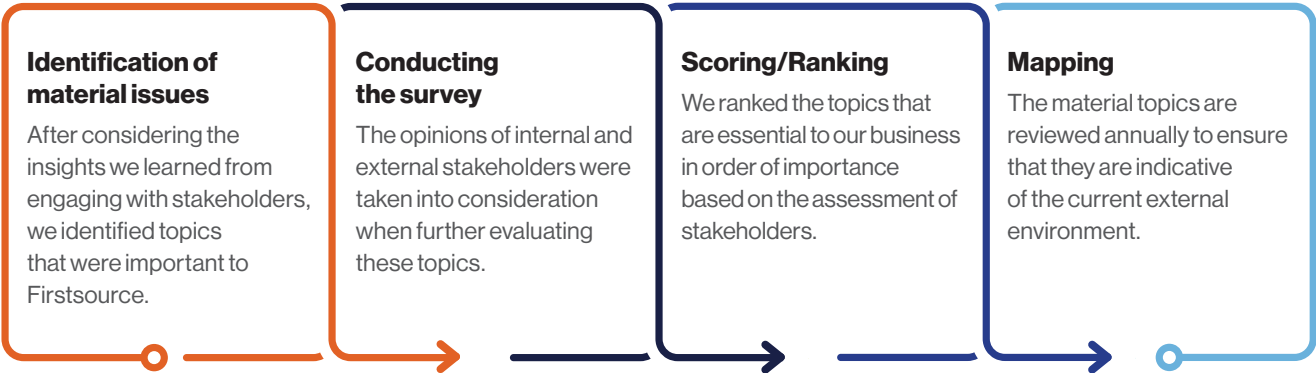 Identification of
material issues
After considering the
insights we learned from
engaging with stakeholders,
we identified topics
that were important to
Firstsource.
Conducting
the survey
The opinions of internal and
external stakeholders were
taken into consideration
when further evaluating
these topics.
Scoring/Ranking
We ranked the topics that
are essential to our business
in order of importance
based on the assessment of
stakeholders.
Mapping
The material topics are
reviewed annually to ensure
that they are indicative
of the current external
environment.